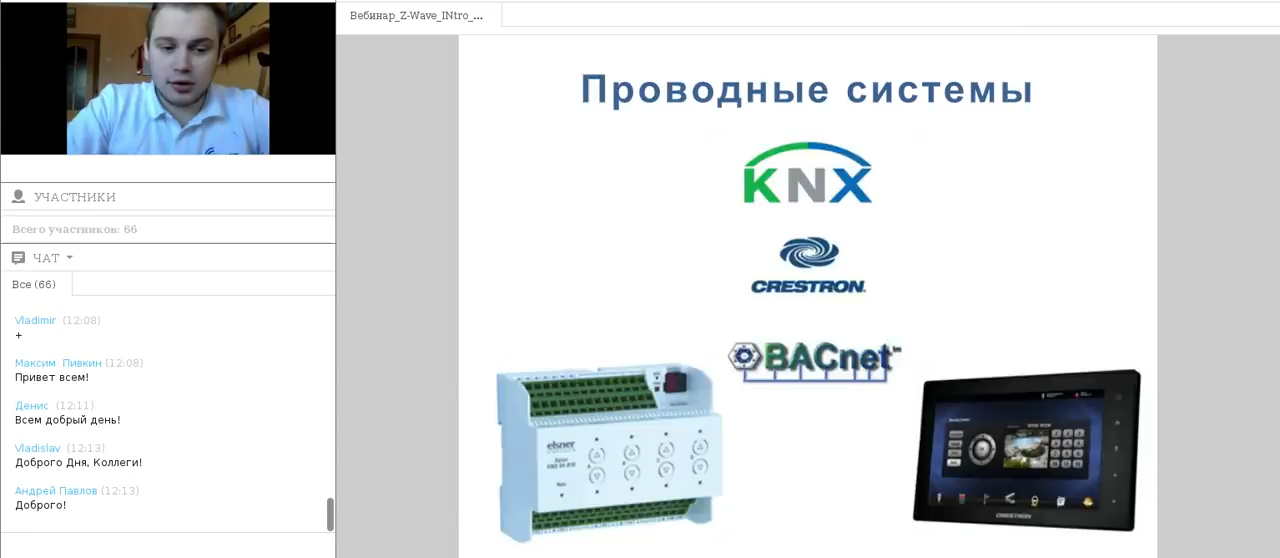 Вебинар_Z-Wave_INtro_...
УЧАСТНИКИ
Всего участников: 66
ЧАТ
Все (66)
Vladimir (12:08)
+
Максим Пивкин (12:08)
Привет всем!
Денис (12:11)
Всем добрый день!
Vladislav (12:13)
Доброго Дня, Коллеги!
Андрей Павлов (12:13)
Доброго!
Проводные системы
KNX
CRESTRON
BACnet
elsner
CRESTRON